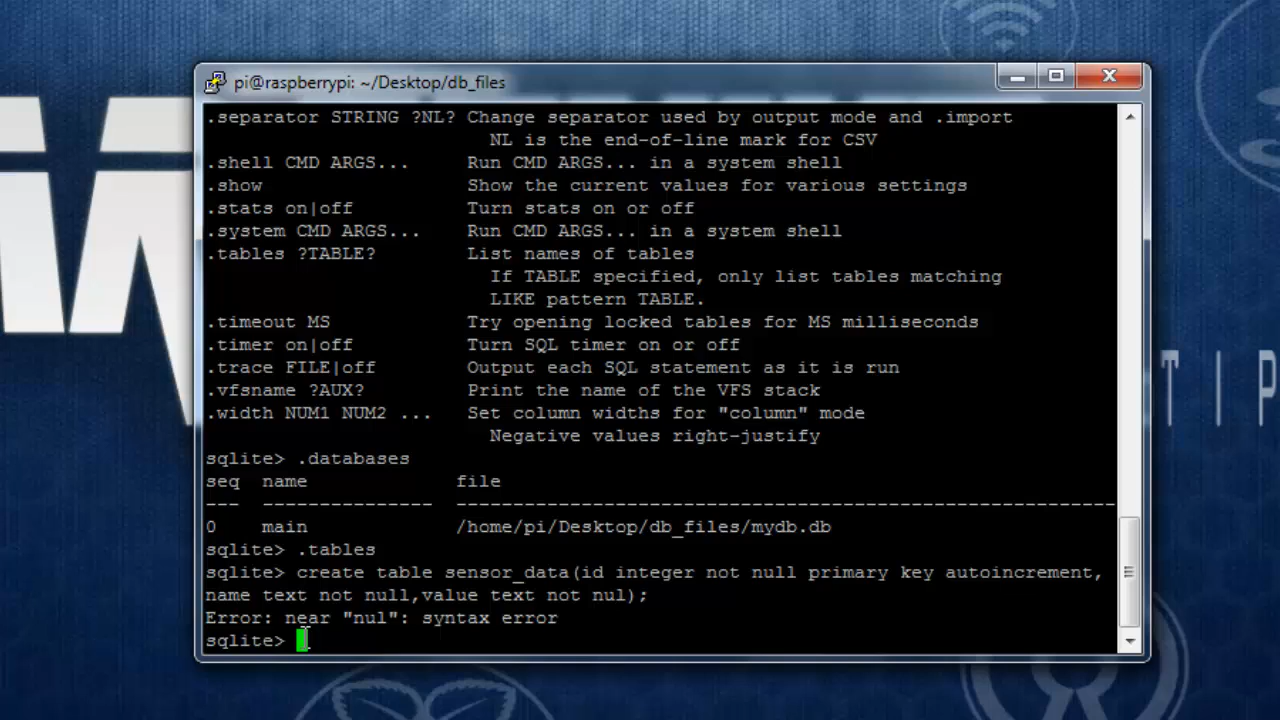 pi@raspberrypi: ~/Desktop/db_files
.separator STRING ?NL? Change separator used by output mode and .import
NL is the end-of-line mark for CSV
.shell CMD ARGS... Run CMD ARGS... in a system shell
.show Show the current values for various settings
.stats on|off Turn stats on or off
.system CMD ARGS... Run CMD ARGS... in a system shell
.tables ?TABLE? List names of tables
If TABLE specified, only list tables matching
LIKE pattern TABLE.
.timeout MS Try opening locked tables for MS milliseconds
.timer on|off Turn SQL timer on or off
.trace FILE|off Output each SQL statement as it is run
.vfsname ?AUX? Print the name of the VFS stack
.width NUM1 NUM2 ... Set column widths for "column" mode
Negative values right-justify
sqlite> .databases
seq name file
--- --------------- ----------------------------------------------------------
0 main /home/pi/Desktop/db_files/mydb.db
sqlite> .tables
sqlite> create table sensor_data(id integer not null primary key autoincrement,
name text not null,value text not nul);
Error: near "nul": syntax error
sqlite>